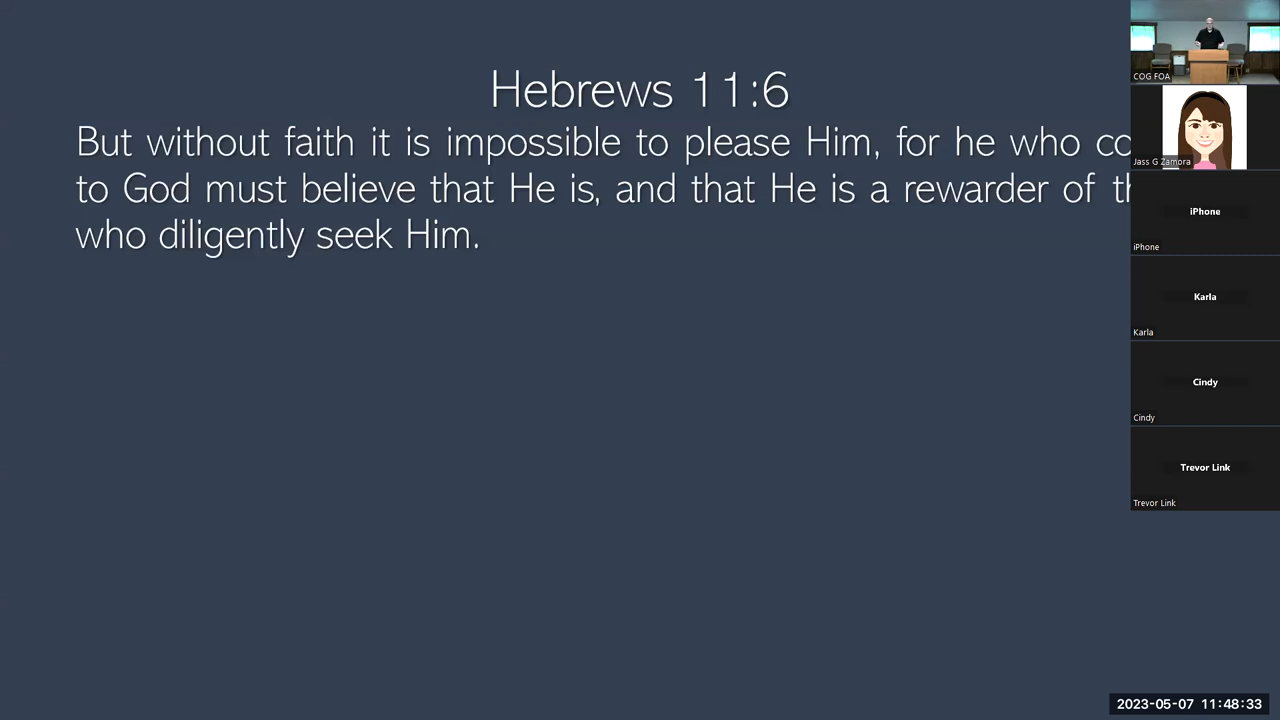 Hebrews 11:6
But without faith it is impossible to please Him, for he who
to God must believe that He is, and that He is a rewarder of
who diligently seek Him.
COG FOA
Jass G Zamora
iPhone
iPhone
Karla
Karla
Cindy
Cindy
Trevor Link
Trevor Link
2023-05-07 11:48:33